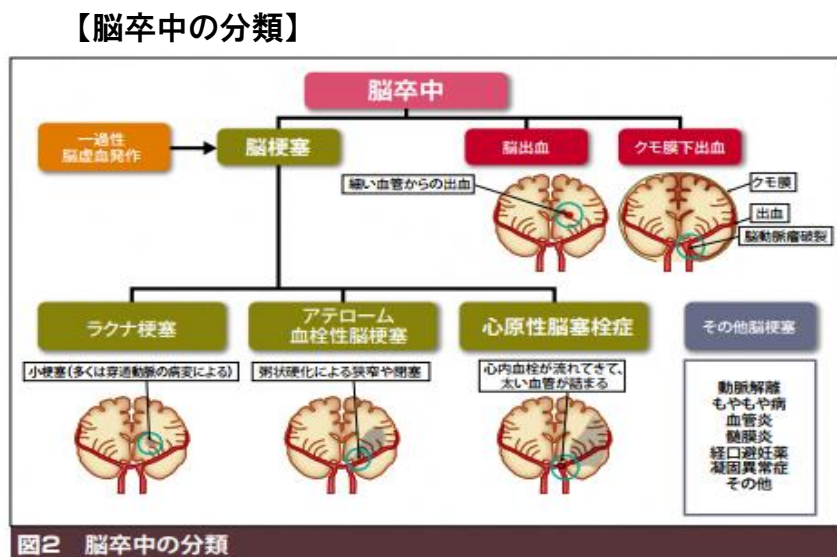 【脳卒中の分類】
脳卒中
一過性
脳虚血発作
脳梗塞
脳出血
クモ膜下出血
細い血管からの出血
クモ膜
出血
脳動脈瘤破裂
ラクナ梗塞
アテローム
血栓性脳梗塞
心原性脳塞栓症
その他脳梗塞
小梗塞(多くは穿通動脈の病変による)
粥状硬化による狭窄や閉塞
心内血栓が流れてきて、
太い血管が詰まる
動脈解離
もやもや病
血管炎
髄膜炎
経口避妊薬
凝固異常症
その他
図2 脳卒中の分類